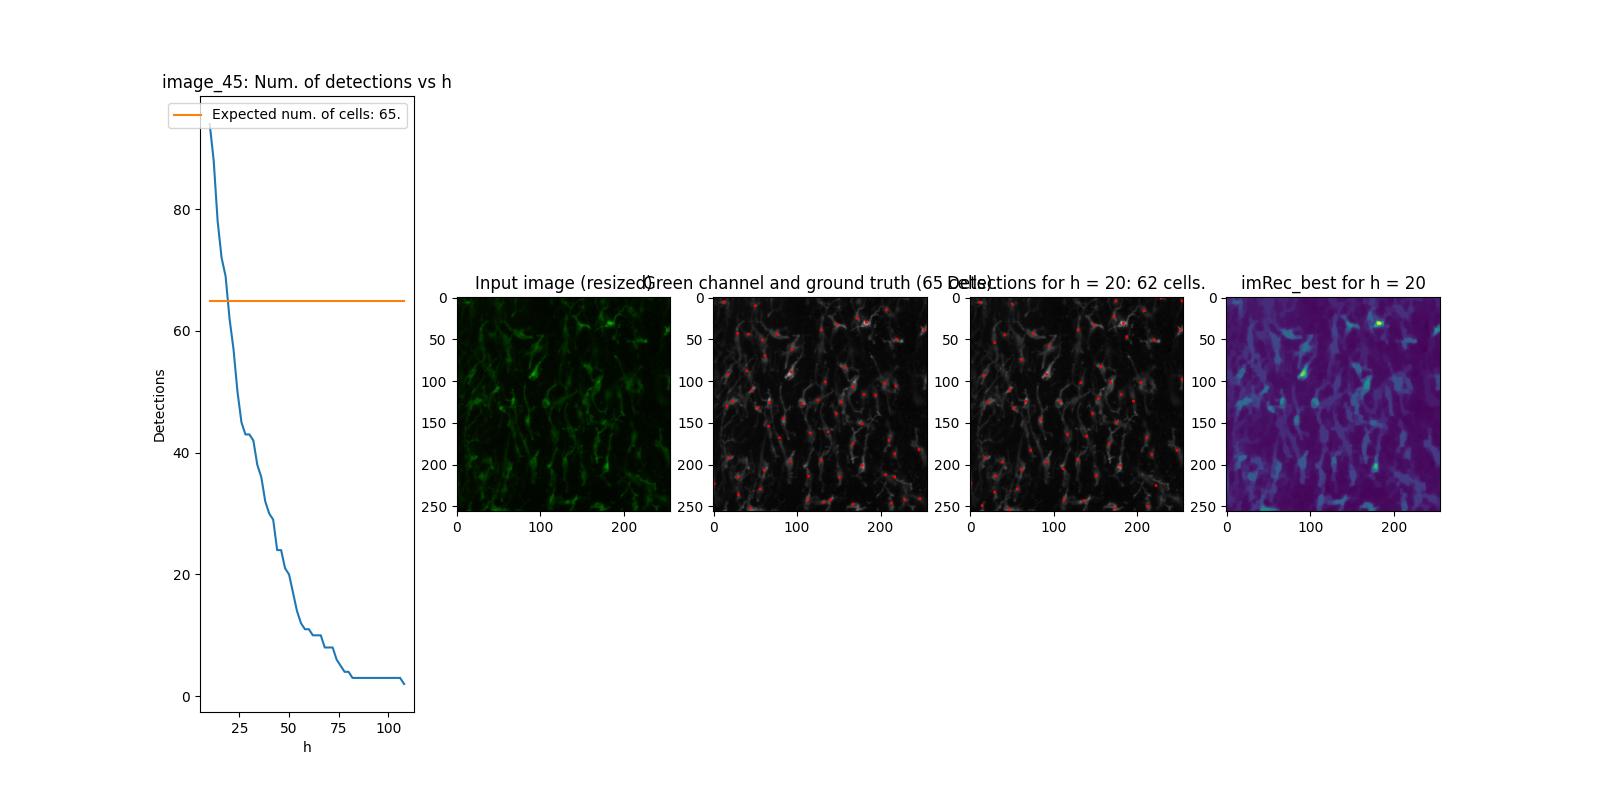 image_45: Num. of detections vs h
Expected num. of cells: 65.
Detections
80
60
40
20
0
25 50 75 100
h
Input image (resized)
0
50
100
150
200
250
0 100 200
Green channel and ground truth (65 cells).
0
50
100
150
200
250
0 100 200
Detections for h = 20: 62 cells.
0
50
100
150
200
250
0 100 200
imRec_best for h = 20
0
50
100
150
200
250
0 100 200